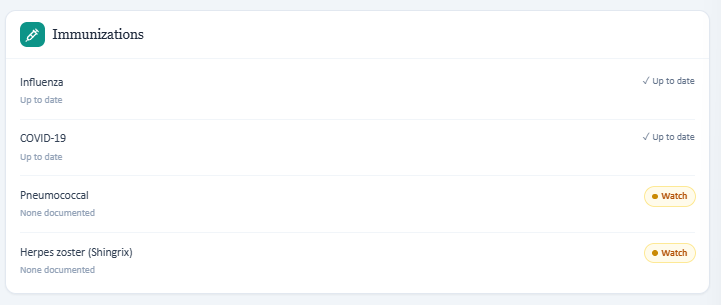 Immunizations
Influenza
✓ Up to date
Up to date
COVID-19
✓ Up to date
Up to date
Pneumococcal
Watch
None documented
Herpes zoster (Shingrix)
Watch
None documented